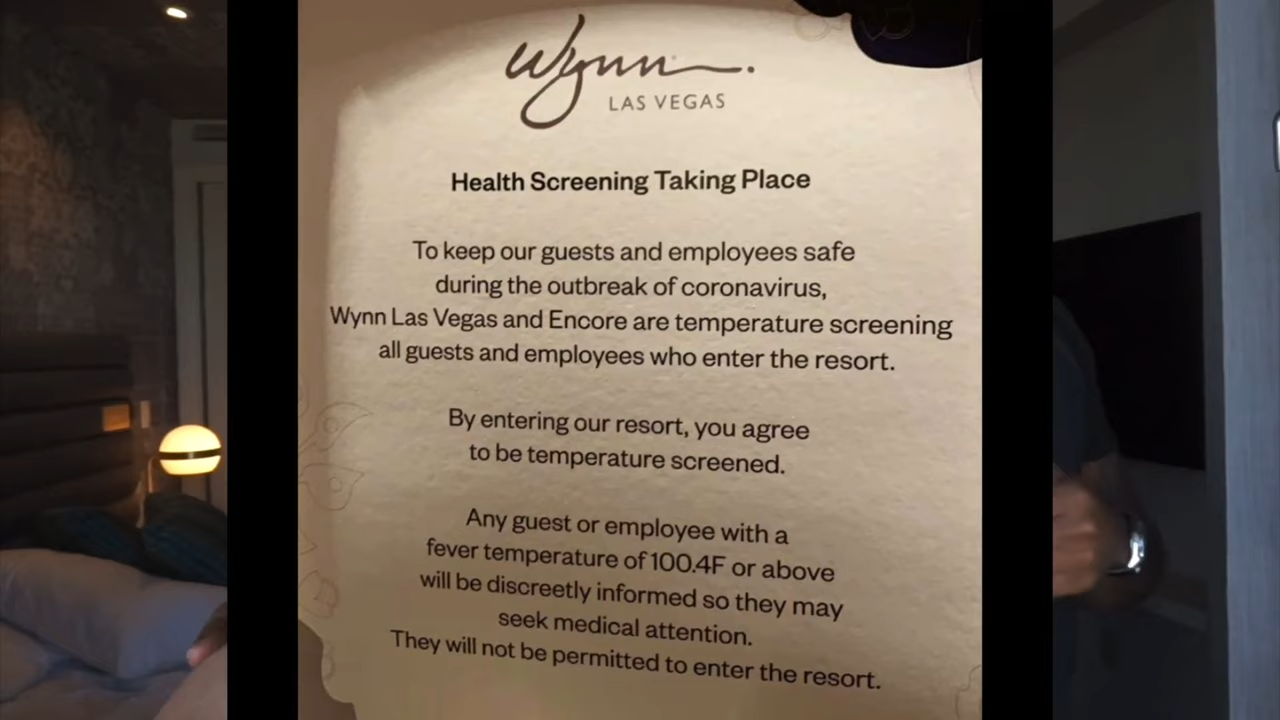 Wynn.
LAS VEGAS
Health Screening Taking Place
To keep our guests and employees safe
during the outbreak of coronavirus,
Wynn Las Vegas and Encore are temperature screening
all guests and employees who enter the resort.
By entering our resort, you agree
to be temperature screened.
Any guest or employee with a
fever temperature of 100.4F or above
will be discreetly informed so they may
seek medical attention.
They will not be permitted to enter the resort.